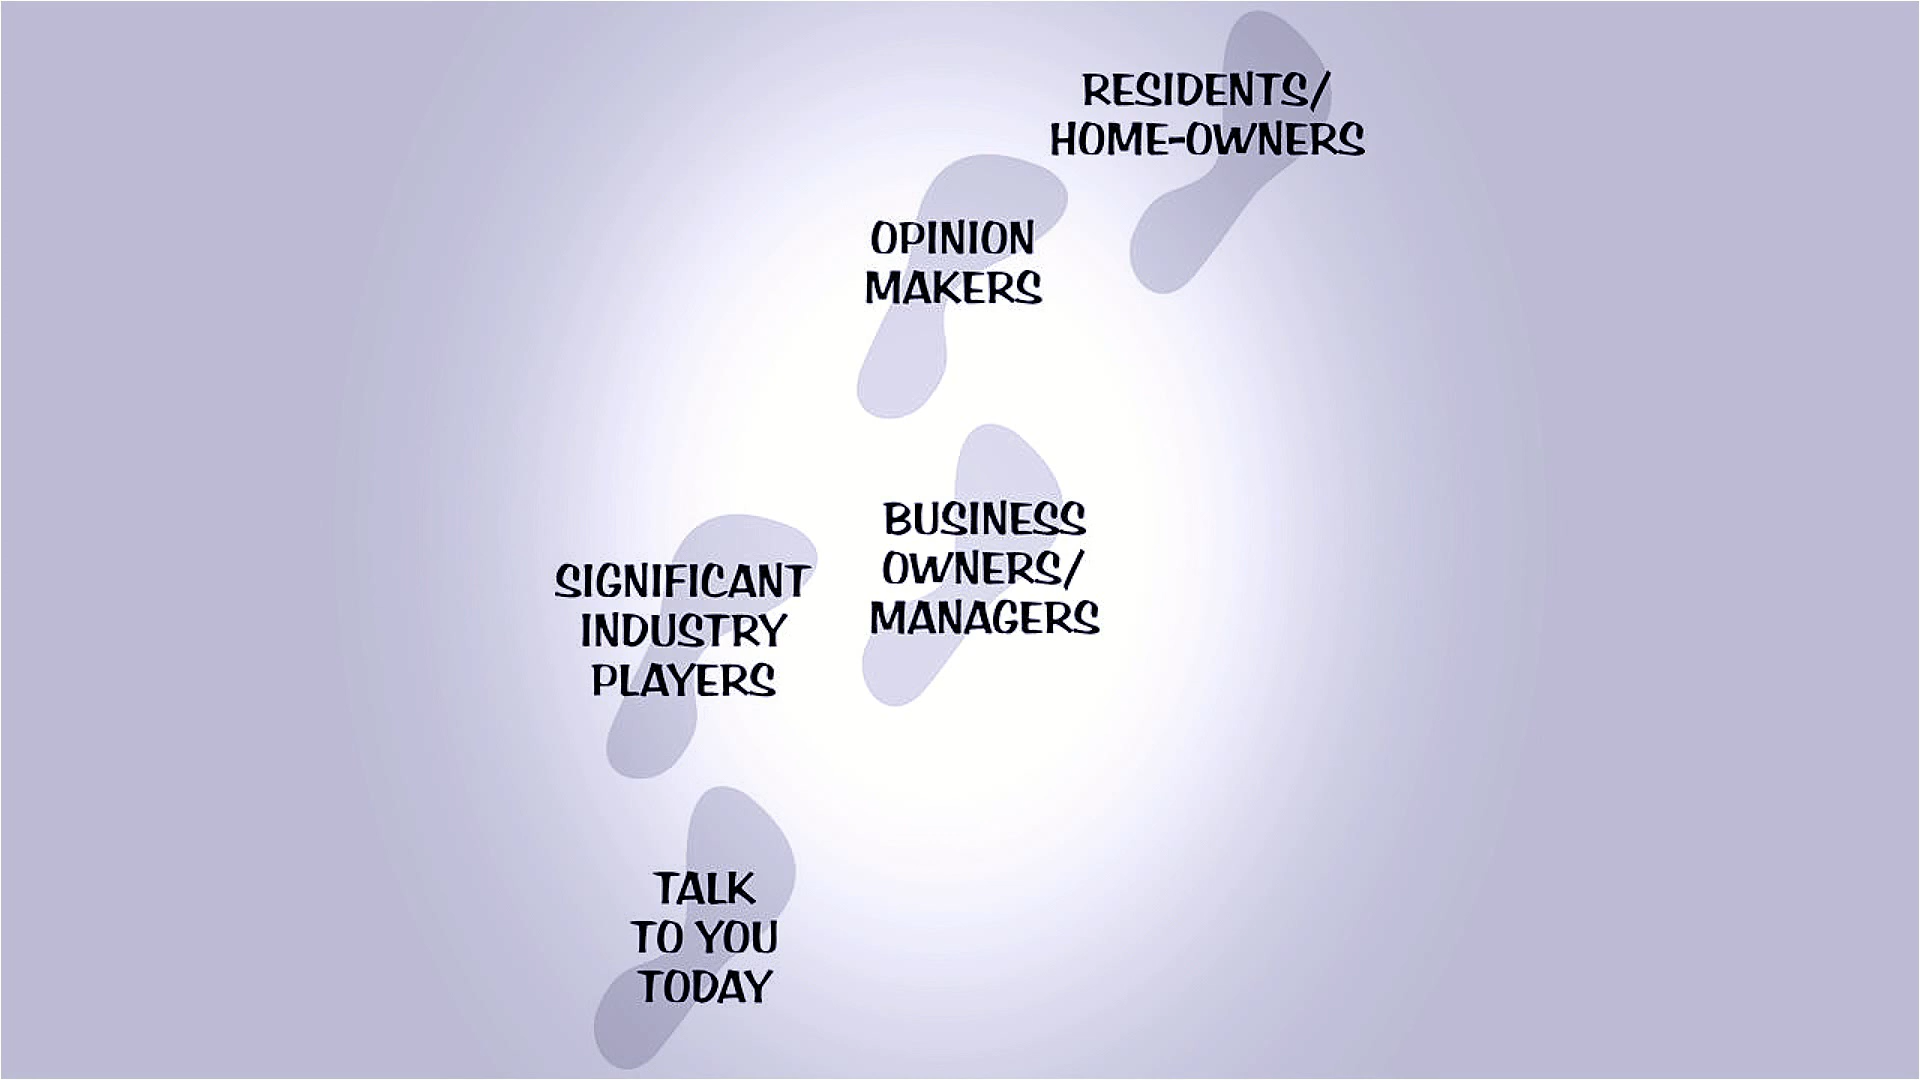 RESIDENTS/
HOME-OWNERS
OPINION
MAKERS
BUSINESS
OWNERS/
MANAGERS
SIGNIFICANT
INDUSTRY
PLAYERS
TALK
TO YOU
TODAY